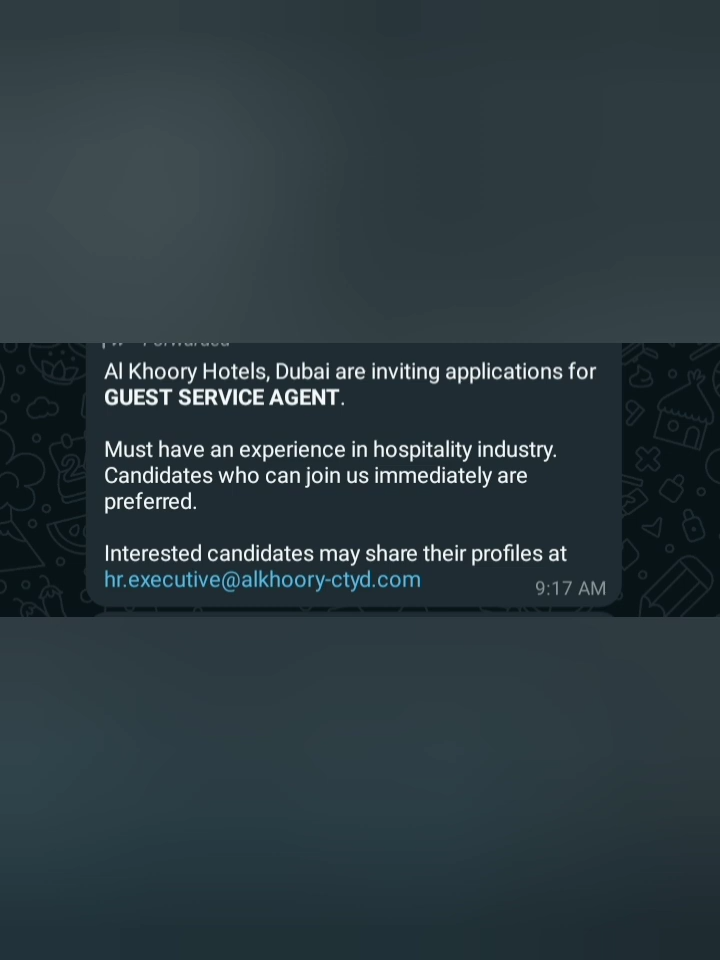 Forwarded
Al Khoory Hotels, Dubai are inviting applications for
GUEST SERVICE AGENT.
Must have an experience in hospitality industry.
Candidates who can join us immediately are
preferred.
Interested candidates may share their profiles at
hr.executive@alkhoory-ctyd.com
9:17 AM